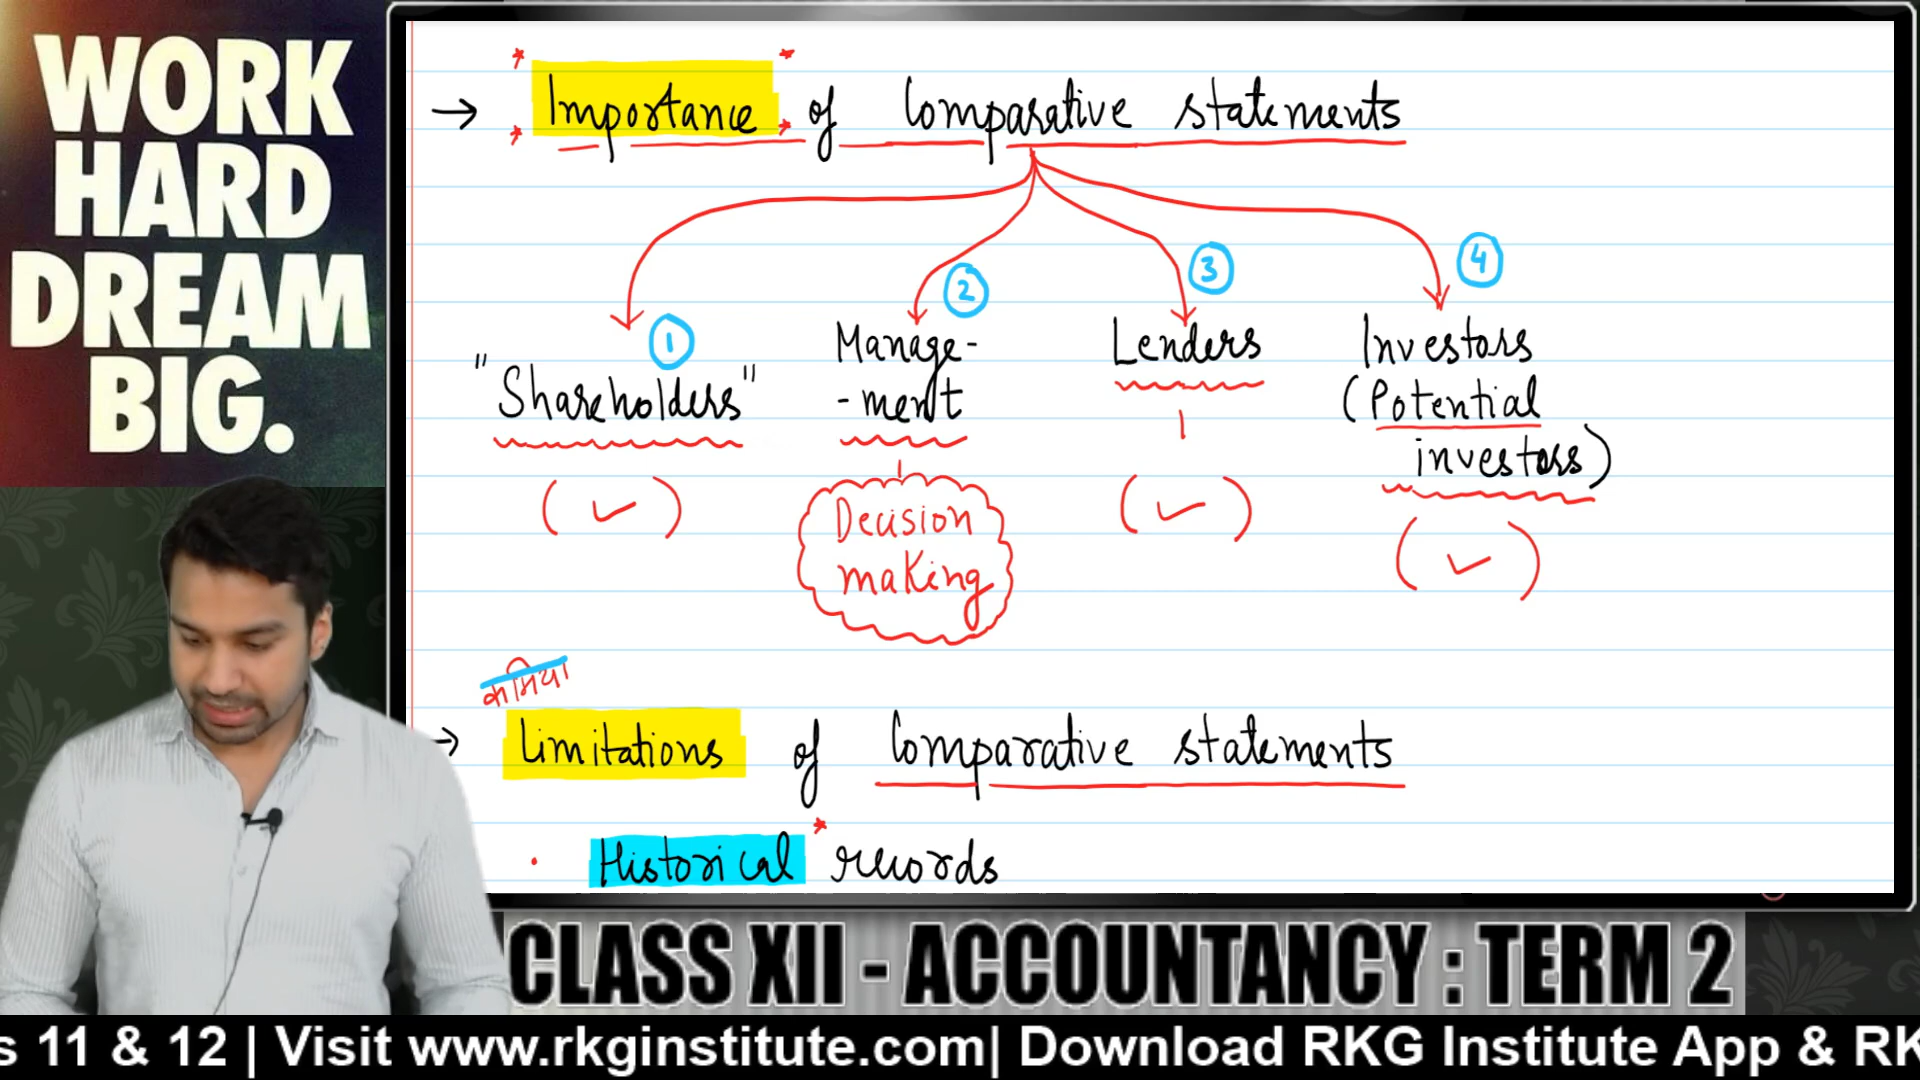 WORK
HARD
DREAM
BIG.
→ Importance of Comparative statements
1
2
3
4
"Shareholders"
Manage-
-ment
Lenders
Investors
(Potential
investors)
Decision
making
कमियां
→ Limitations of Comparative statements
• Historical records
CLASS XII - ACCOUNTANCY : TERM 2
s 11 & 12 | Visit www.rkginstitute.com| Download RKG Institute App & RK